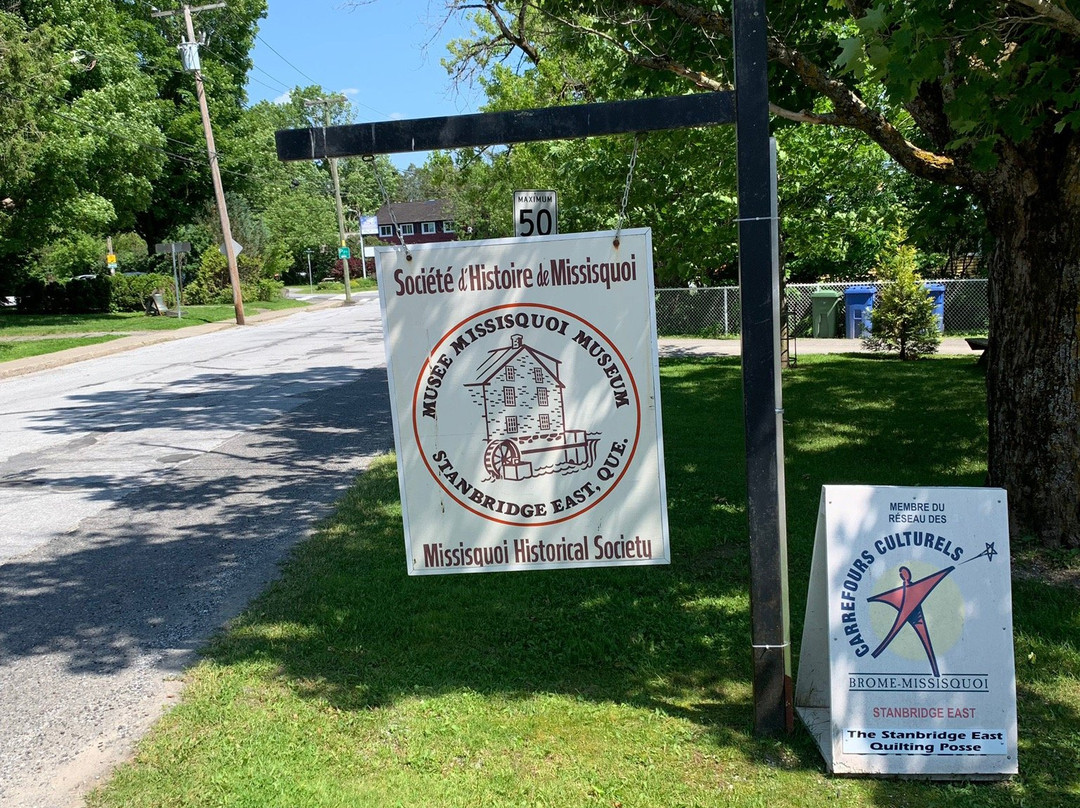 MAXIMUM
50
Société d'Histoire de Missisquoi
MUSÉE MISSISQUOI MUSEUM
STANBRIDGE EAST, QUE.
Missisquoi Historical Society
MEMBRE DU
RÉSEAU DES
CARREFOURS CULTURELS
BROME-MISSISQUOI
STANBRIDGE EAST
The Stanbridge East
Quilting Posse